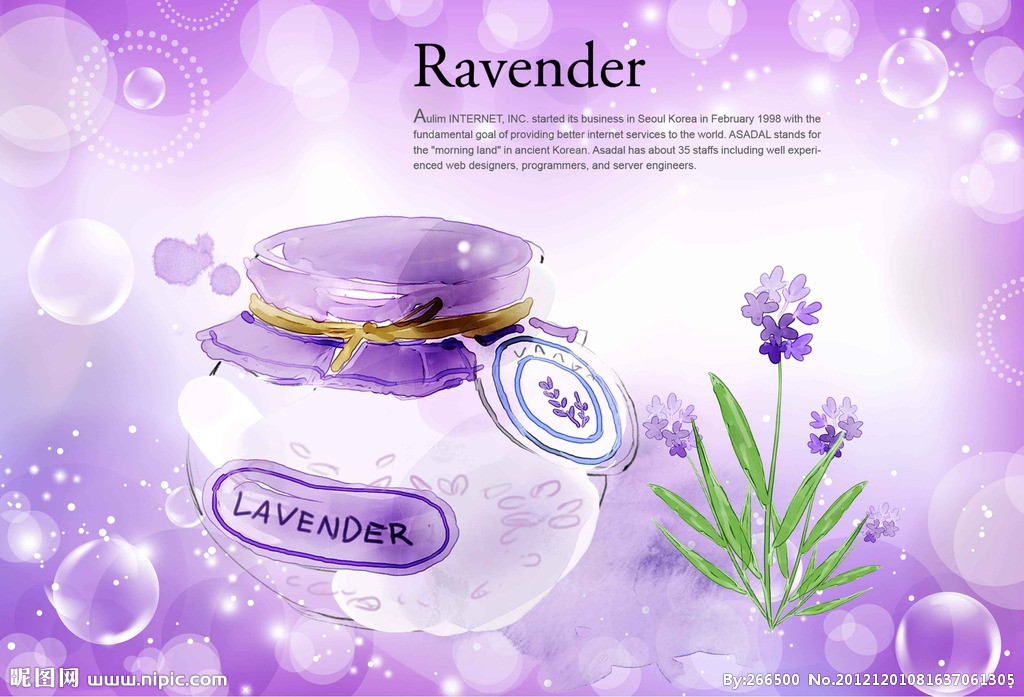 Ravender
Aulim INTERNET, INC. started its business in Seoul Korea in February 1998 with the
fundamental goal of providing better internet services to the world. ASADAL stands for
the "morning land" in ancient Korean. Asadal has about 35 staffs including well experi-
enced web designers, programmers, and server engineers.
LAVENDER
昵图网 www.nipic.com
By:266500 No.20121201081637061305